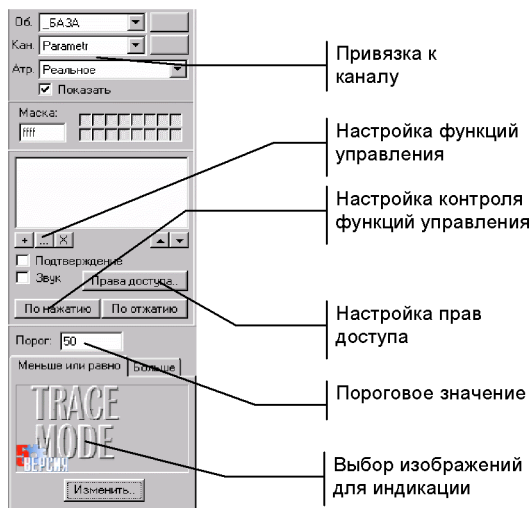 Об. _БАЗА
Кан. Parametr
Атр. Реальное
Показать
Маска:
ffff
+ ... X
Подтверждение
Звук Права доступа..
По нажатию По отжатию
Порог: 50
Меньше или равно Больше
TRACE
MODE
5
ВЕРСИЯ
Изменить..
Привязка к
каналу
Настройка функций
управления
Настройка контроля
функций управления
Настройка прав
доступа
Пороговое значение
Выбор изображений
для индикации